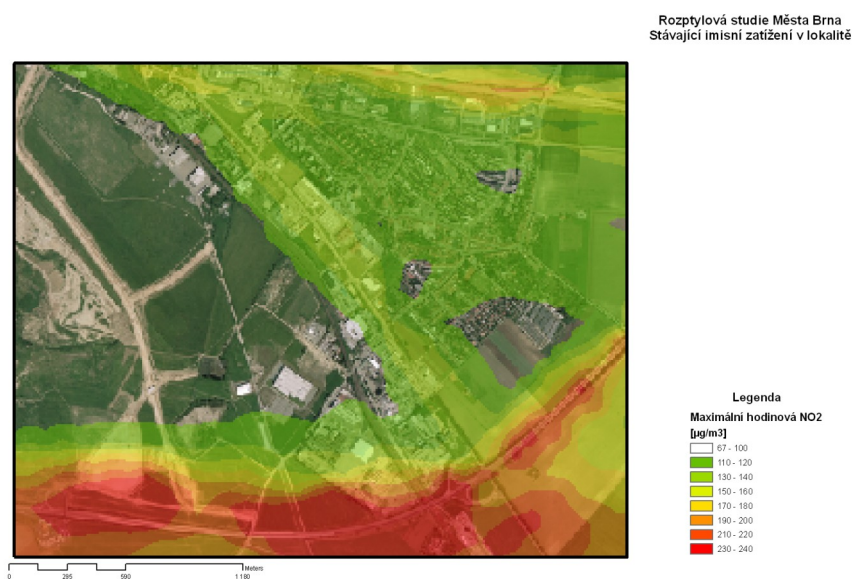 Rozptylová studie Města Brna
Stávající imisní zatížení v lokalitě
Legenda
Maximální hodinová NO2
[µg/m3]
67 - 100
110 - 120
130 - 140
150 - 160
170 - 180
190 - 200
210 - 220
230 - 240
0 295 590 1 180 Meters